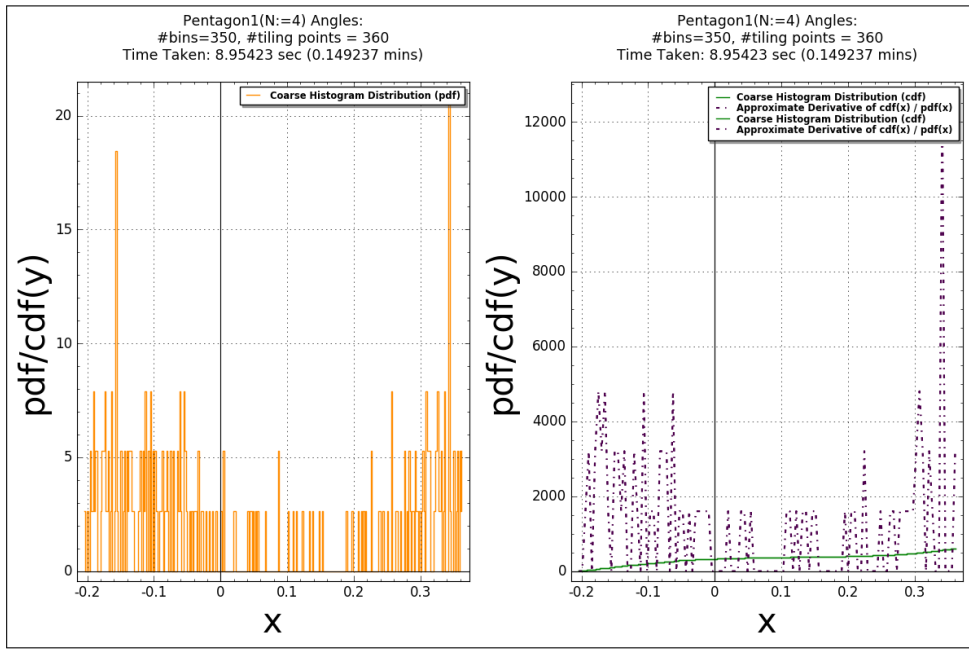 Pentagon1(N:=4) Angles:
#bins=350, #tiling points = 360
Time Taken: 8.95423 sec (0.149237 mins)
Coarse Histogram Distribution (pdf)
20
15
10
5
0
pdf/cdf(y)
-0.2
-0.1
0
0.1
0.2
0.3
x
Pentagon1(N:=4) Angles:
#bins=350, #tiling points = 360
Time Taken: 8.95423 sec (0.149237 mins)
Coarse Histogram Distribution (cdf)
Approximate Derivative of cdf(x) / pdf(x)
Coarse Histogram Distribution (cdf)
Approximate Derivative of cdf(x) / pdf(x)
12000
10000
8000
6000
4000
2000
0
pdf/cdf(y)
-0.2
-0.1
0
0.1
0.2
0.3
x